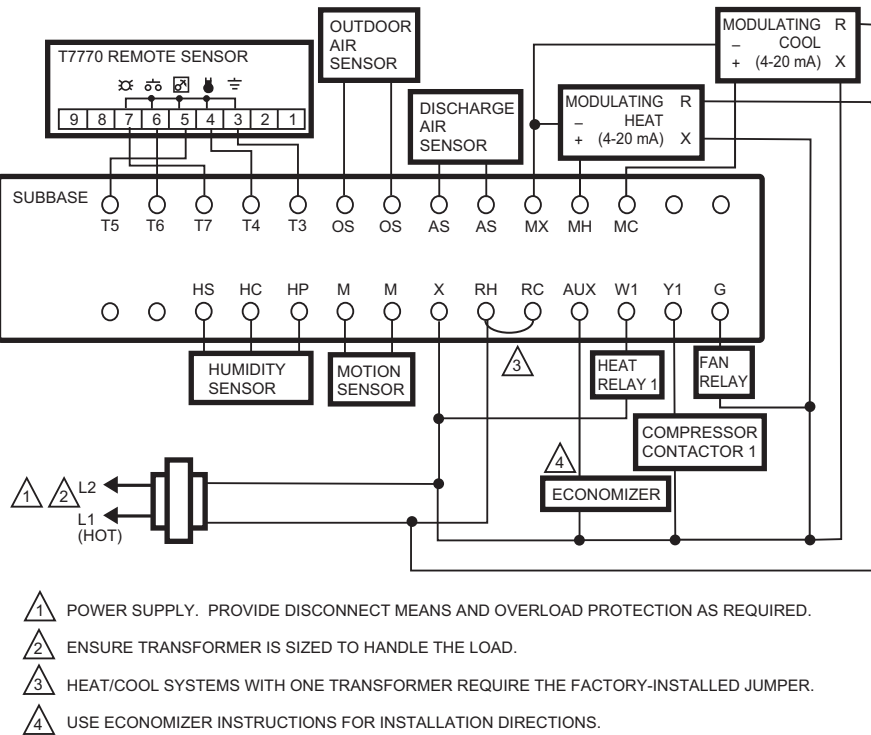 OUTDOOR
AIR
SENSOR
MODULATING R
– COOL
+ (4-20 mA) X
T7770 REMOTE SENSOR
9 8 7 6 5 4 3 2 1
DISCHARGE
AIR
SENSOR
MODULATING R
– HEAT
+ (4-20 mA) X
SUBBASE
T5 T6 T7 T4 T3 OS OS AS AS MX MH MC
HS HC HP M M X RH RC AUX W1 Y1 G
HUMIDITY
SENSOR
MOTION
SENSOR
3
HEAT
RELAY 1
FAN
RELAY
COMPRESSOR
CONTACTOR 1
4
ECONOMIZER
1 2 L2
L1
(HOT)
1 POWER SUPPLY. PROVIDE DISCONNECT MEANS AND OVERLOAD PROTECTION AS REQUIRED.
2 ENSURE TRANSFORMER IS SIZED TO HANDLE THE LOAD.
3 HEAT/COOL SYSTEMS WITH ONE TRANSFORMER REQUIRE THE FACTORY-INSTALLED JUMPER.
4 USE ECONOMIZER INSTRUCTIONS FOR INSTALLATION DIRECTIONS.